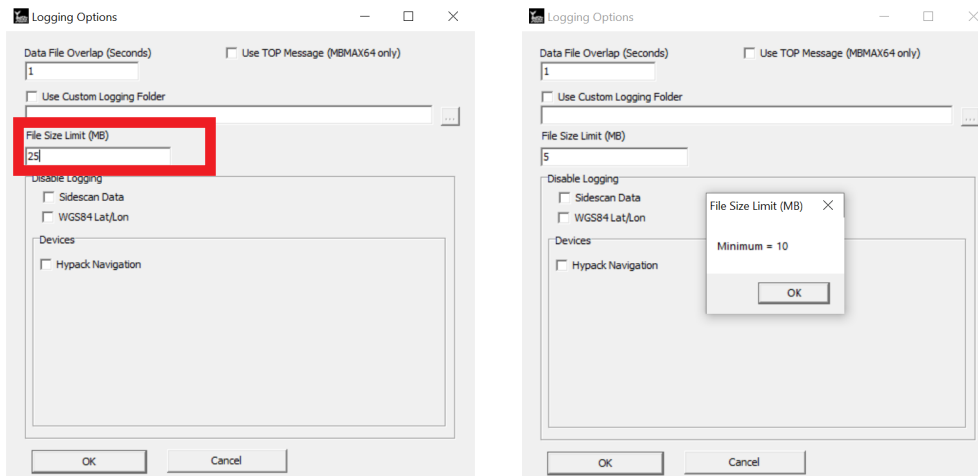 Logging Options
Data File Overlap (Seconds)
Use TOP Message (MBMAX64 only)
1
Use Custom Logging Folder
...
File Size Limit (MB)
25
Disable Logging
Sidescan Data
WGS84 Lat/Lon
Devices
Hypack Navigation
OK
Cancel
Logging Options
Data File Overlap (Seconds)
Use TOP Message (MBMAX64 only)
1
Use Custom Logging Folder
...
File Size Limit (MB)
5
Disable Logging
Sidescan Data
WGS84 Lat/Lon
Devices
Hypack Navigation
File Size Limit (MB)
Minimum = 10
OK
OK
Cancel